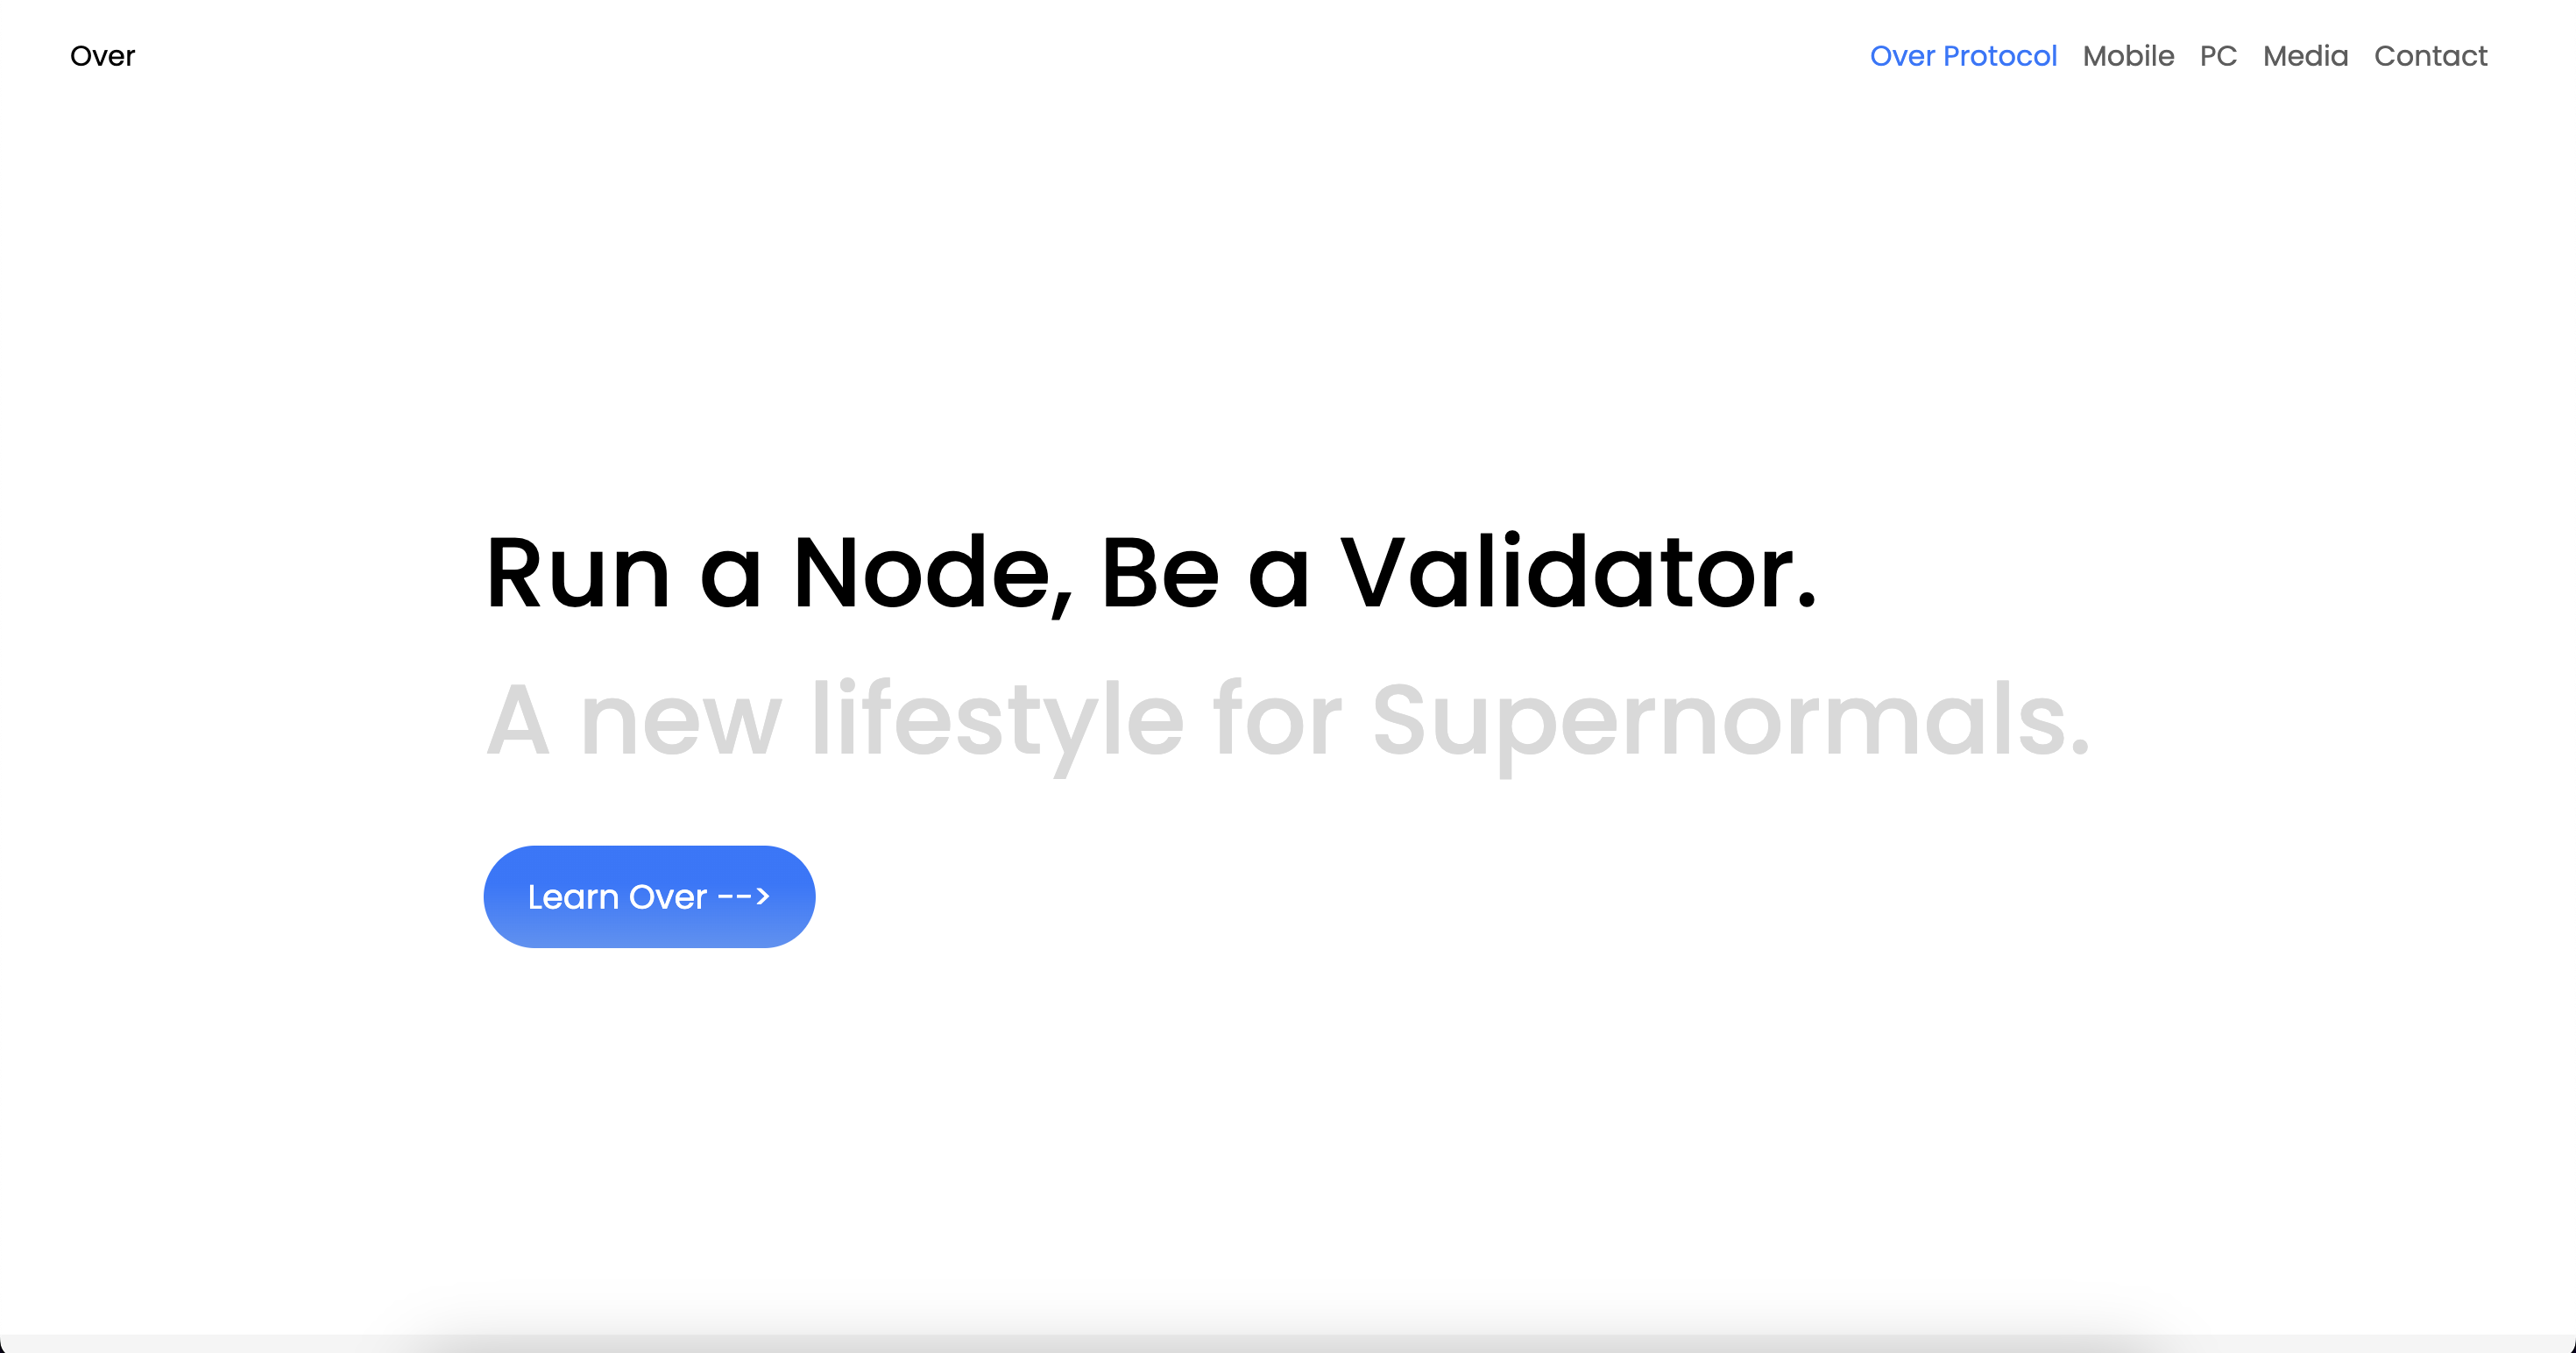 Over
Over Protocol Mobile PC Media Contact
Run a Node, Be a Validator.
A new lifestyle for Supernormals.
Learn Over -->